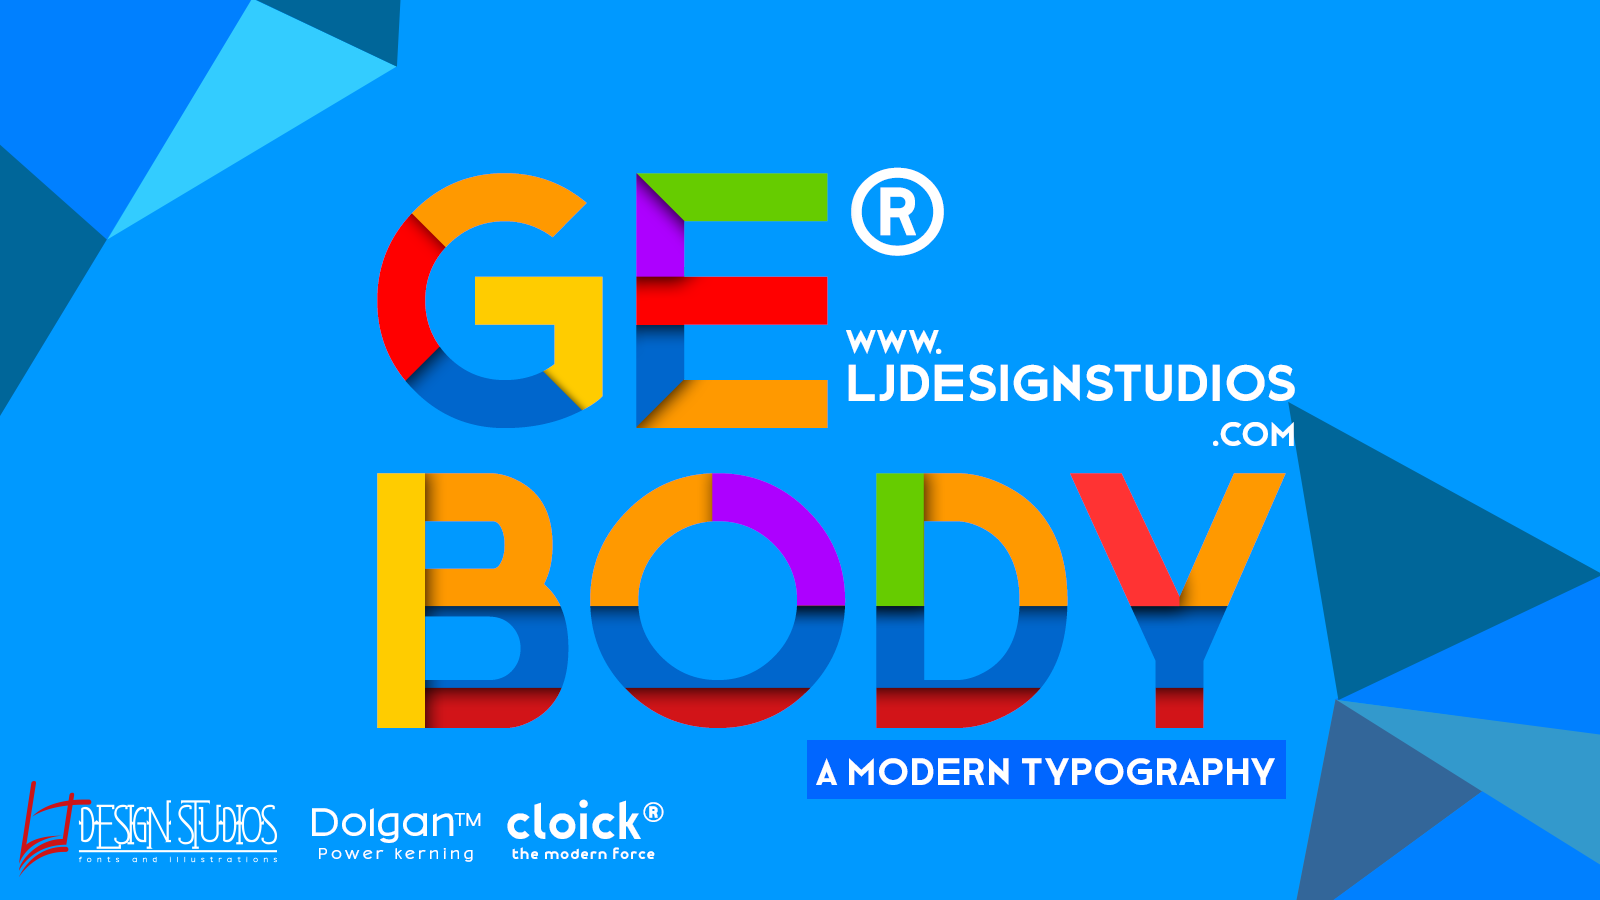 GE®
WWW.
LJDESIGNSTUDIOS
.COM
BODY
A MODERN TYPOGRAPHY
LJ DESIGN STUDIOS
fonts and illustrations
Dolgan™
Power kerning
cloick®
the modern force